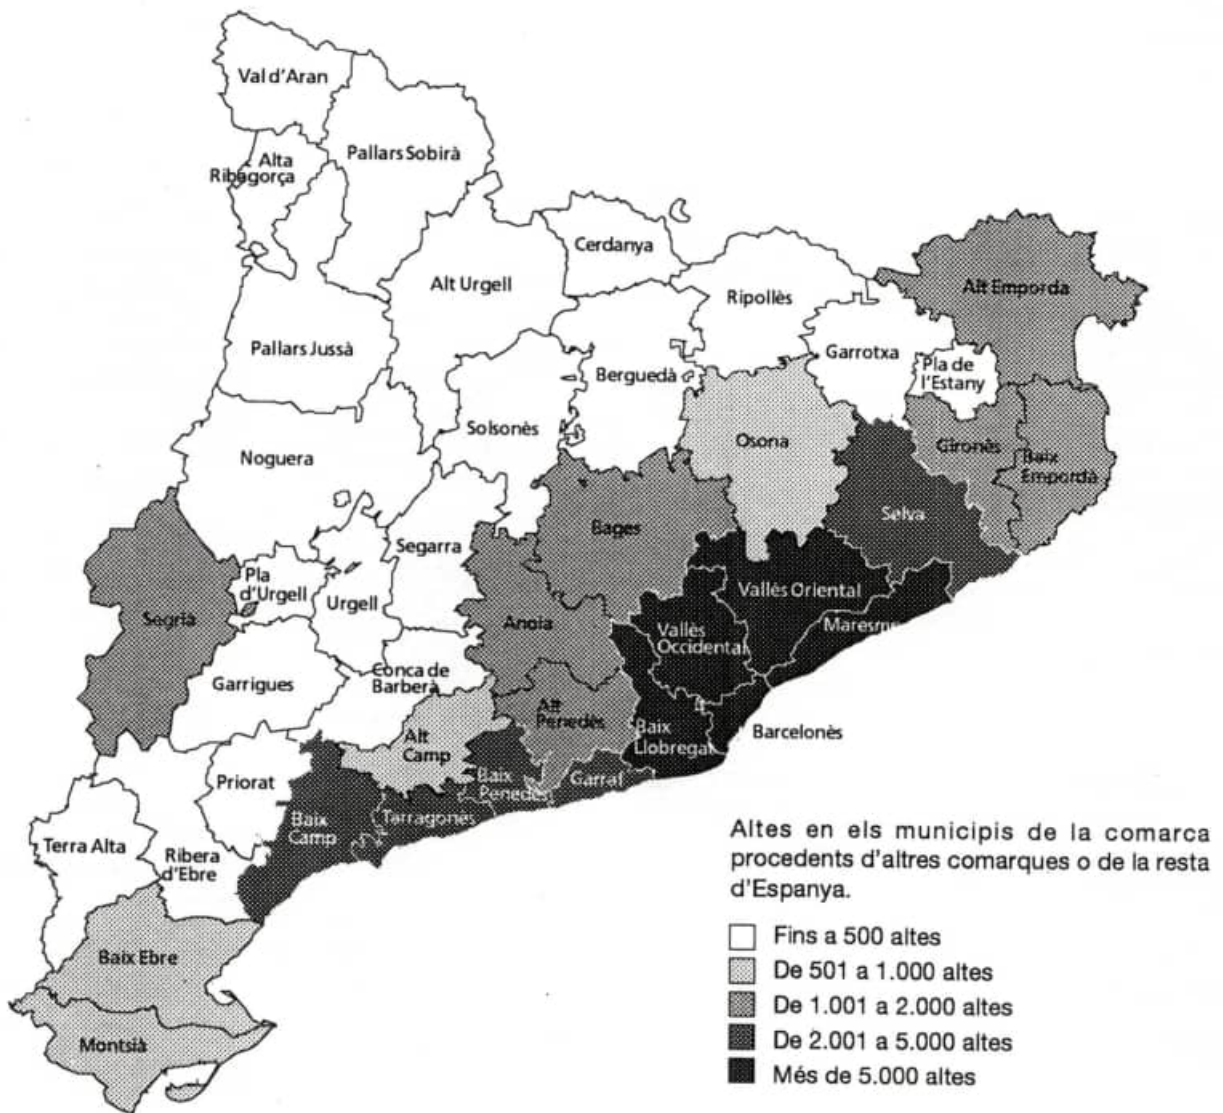 Val d'Aran
Alta
Ribagorça
Pallars Sobirà
Cerdanya
Alt Urgell
Ripollès
Alt Emporda
Pallars Jussà
Garrotxa
Pla de
l'Estany
Berguedà
Solsonès
Osona
Gironès
Baix
Empordà
Noguera
Selva
Bages
Segarra
Pla
d'Urgell
Urgell
Segrià
Anoia
Vallès Oriental
Maresme
Vallès
Occidental
Garrigues
Conca de
Barberà
Alt
Penedès
Baix
Llobregat
Barcelonès
Alt
Camp
Priorat
Baix
Penedès
Garraf
Baix
Camp
Tarragonès
Terra Alta
Ribera
d'Ebre
Baix Ebre
Montsià
Altes en els municipis de la comarca
procedents d'altres comarques o de la resta
d'Espanya.
Fins a 500 altes
De 501 a 1.000 altes
De 1.001 a 2.000 altes
De 2.001 a 5.000 altes
Més de 5.000 altes